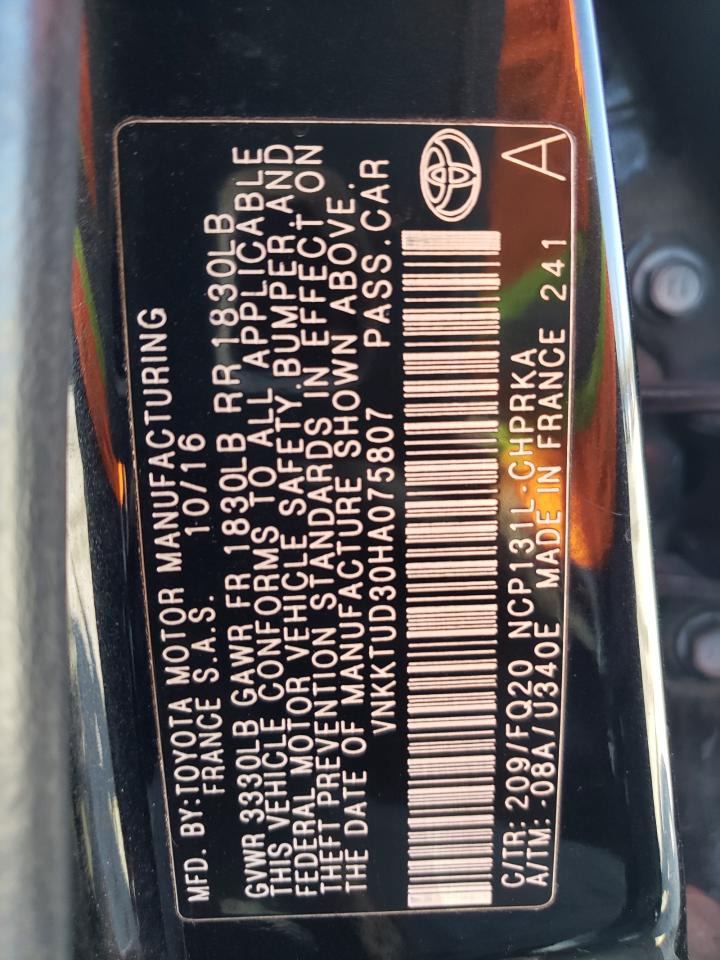 MFD. BY:TOYOTA MOTOR MANUFACTURING
FRANCE S.A.S. 10/16
GVWR 3330LB GAWR FR 1830LB RR 1830LB
THIS VEHICLE CONFORMS TO ALL APPLICABLE
FEDERAL MOTOR VEHICLE SAFETY.BUMPER.AND
THEFT PREVENTION STANDARDS IN EFFECT ON
THE DATE OF MANUFACTURE SHOWN ABOVE.
VNKKTUD30HA075807 PASS.CAR
C/TR: 209/FQ20 NCP131L-CHPRKA
A/TM: -08A/U340E MADE IN FRANCE 241
A